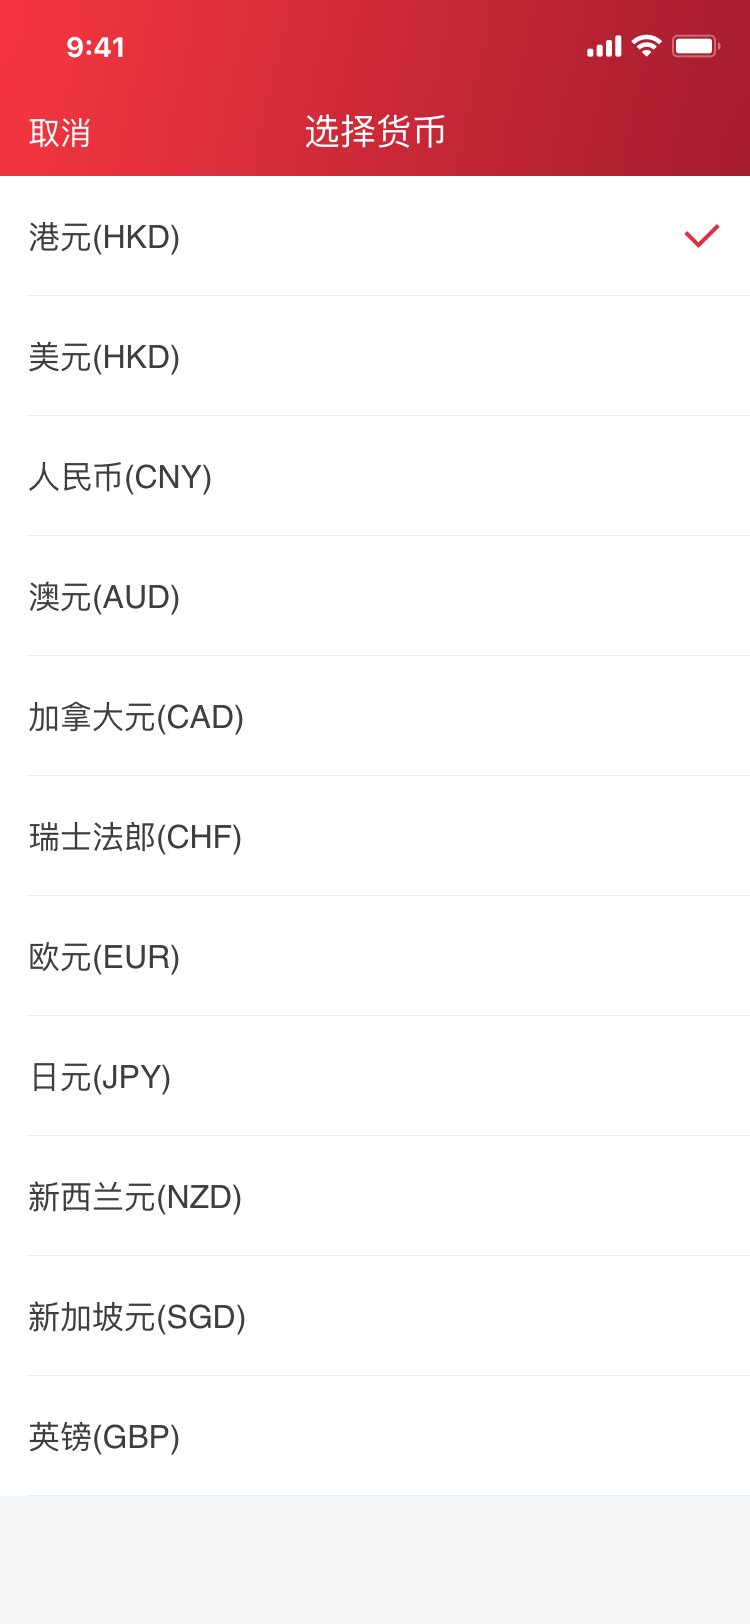 9:41
取消
选择货币
港元(HKD)
美元(HKD)
人民币(CNY)
澳元(AUD)
加拿大元(CAD)
瑞士法郎(CHF)
欧元(EUR)
日元(JPY)
新西兰元(NZD)
新加坡元(SGD)
英镑(GBP)